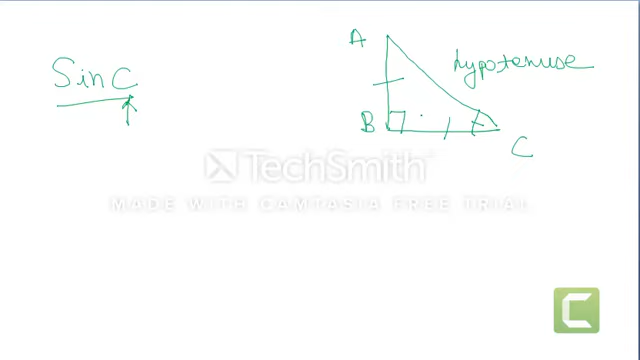 A
hypotenuse
Sin C
B
C
TechSmith
MADE WITH CAMTASIA FREE TRIAL
C